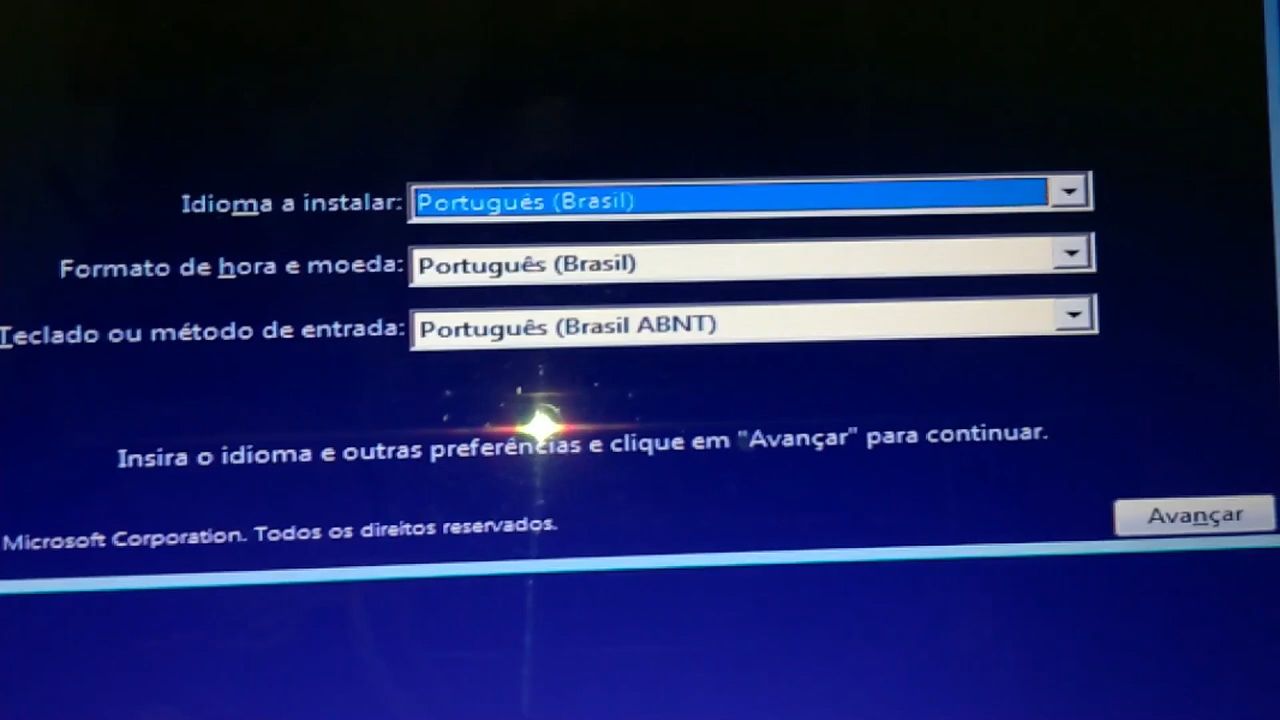 Idioma a instalar: Português (Brasil)
Formato de hora e moeda: Português (Brasil)
Teclado ou método de entrada: Português (Brasil ABNT)
Insira o idioma e outras preferências e clique em "Avançar" para continuar.
Microsoft Corporation. Todos os direitos reservados.
Avançar